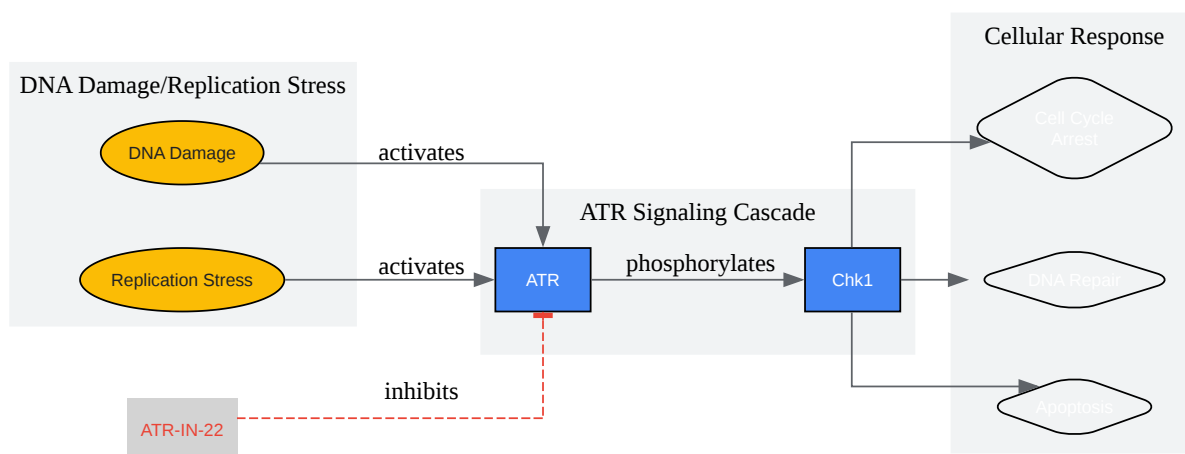 DNA Damage/Replication Stress
DNA Damage
activates
Replication Stress
activates
ATR Signaling Cascade
ATR
phosphorylates
Chk1
inhibits
ATR-IN-22
Cellular Response
Cell Cycle
Arrest
DNA Repair
Apoptosis